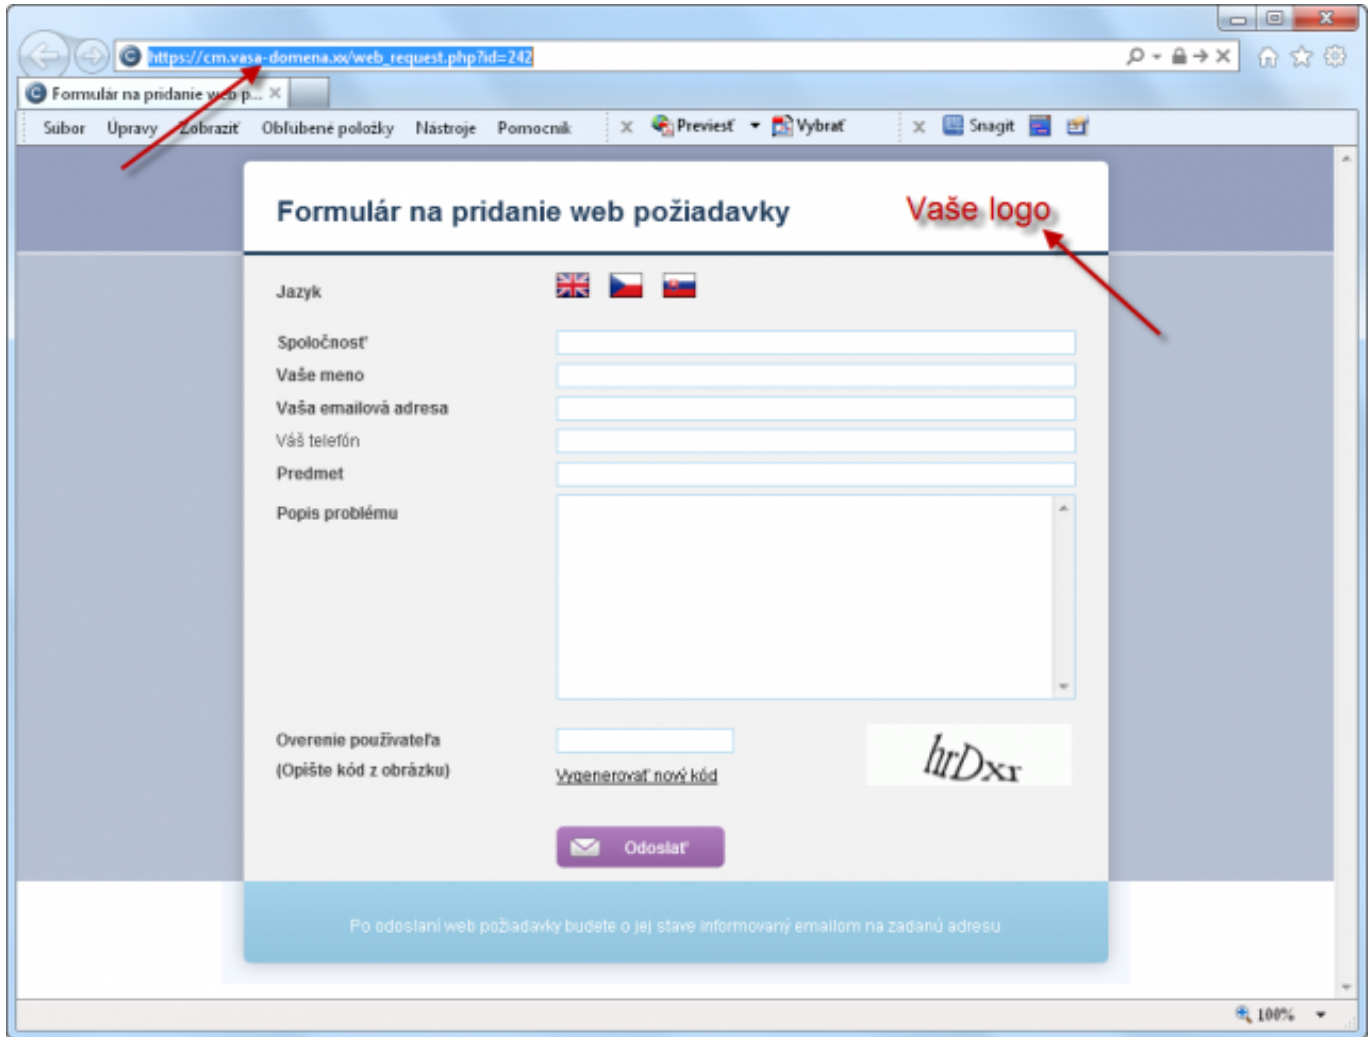 https://cm.vasa-domena.xx/web_request.php?id=242
Formulár na pridanie web p...
Súbor Úpravy Zobraziť Obľúbené položky Nástroje Pomocník x Previesť Vybrať x Snagit
Formulár na pridanie web požiadavky
Vaše logo
Jazyk
Spoločnosť
Vaše meno
Vaša emailová adresa
Váš telefón
Predmet
Popis problému
Overenie používateľa
(Opíšte kód z obrázku)
Vygenerovať nový kód
hrDxr
Odoslať
Po odoslaní web požiadavky budete o jej stave informovaný emailom na zadanú adresu
100%